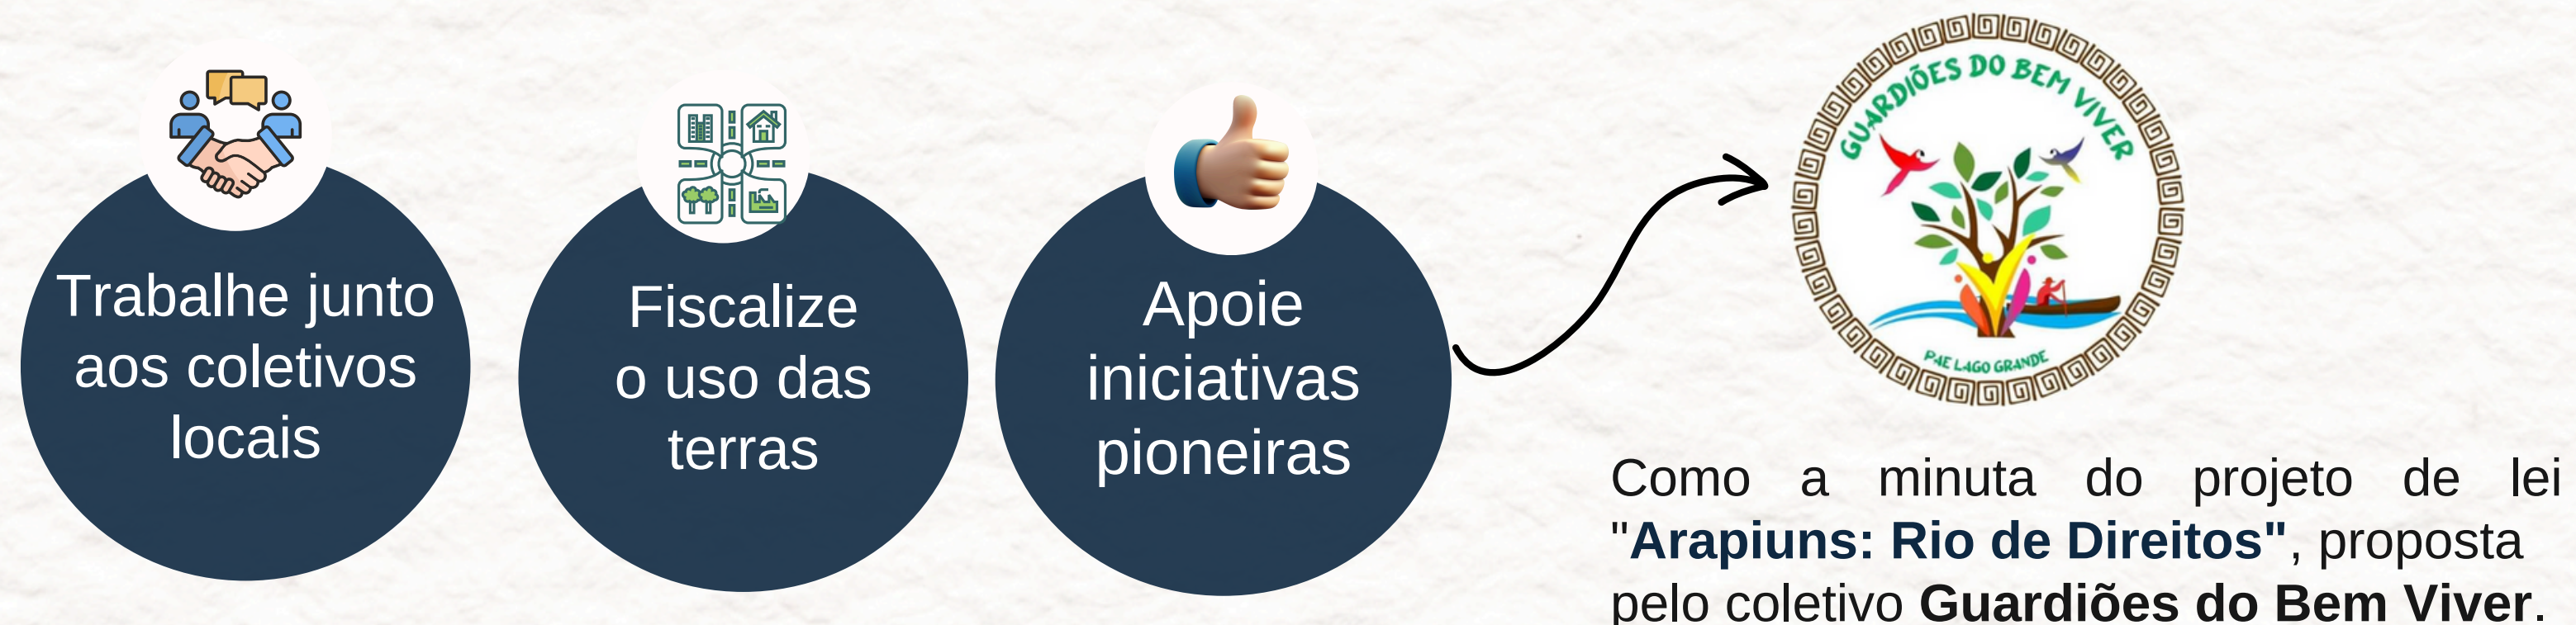 Trabalhe junto
aos coletivos
locais
Fiscalize
o uso das
terras
Apoie
iniciativas
pioneiras
GUARDIÕES DO BEM VIVER
PAE LAGO GRANDE
Como a minuta do projeto de lei
"Arapiuns: Rio de Direitos", proposta
pelo coletivo Guardiões do Bem Viver.